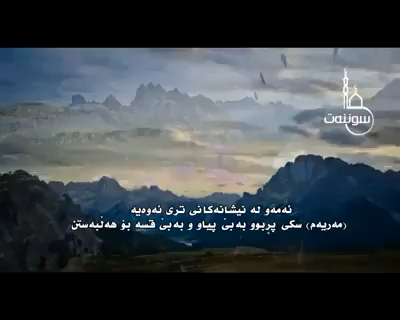 سوننەت
ئەمەو لە نیشانەکانی تری ئەوەیە
(مەریەم) سکی پڕبوو بەبێ پیاو و بەبێ قسە بۆ هەڵبەستن